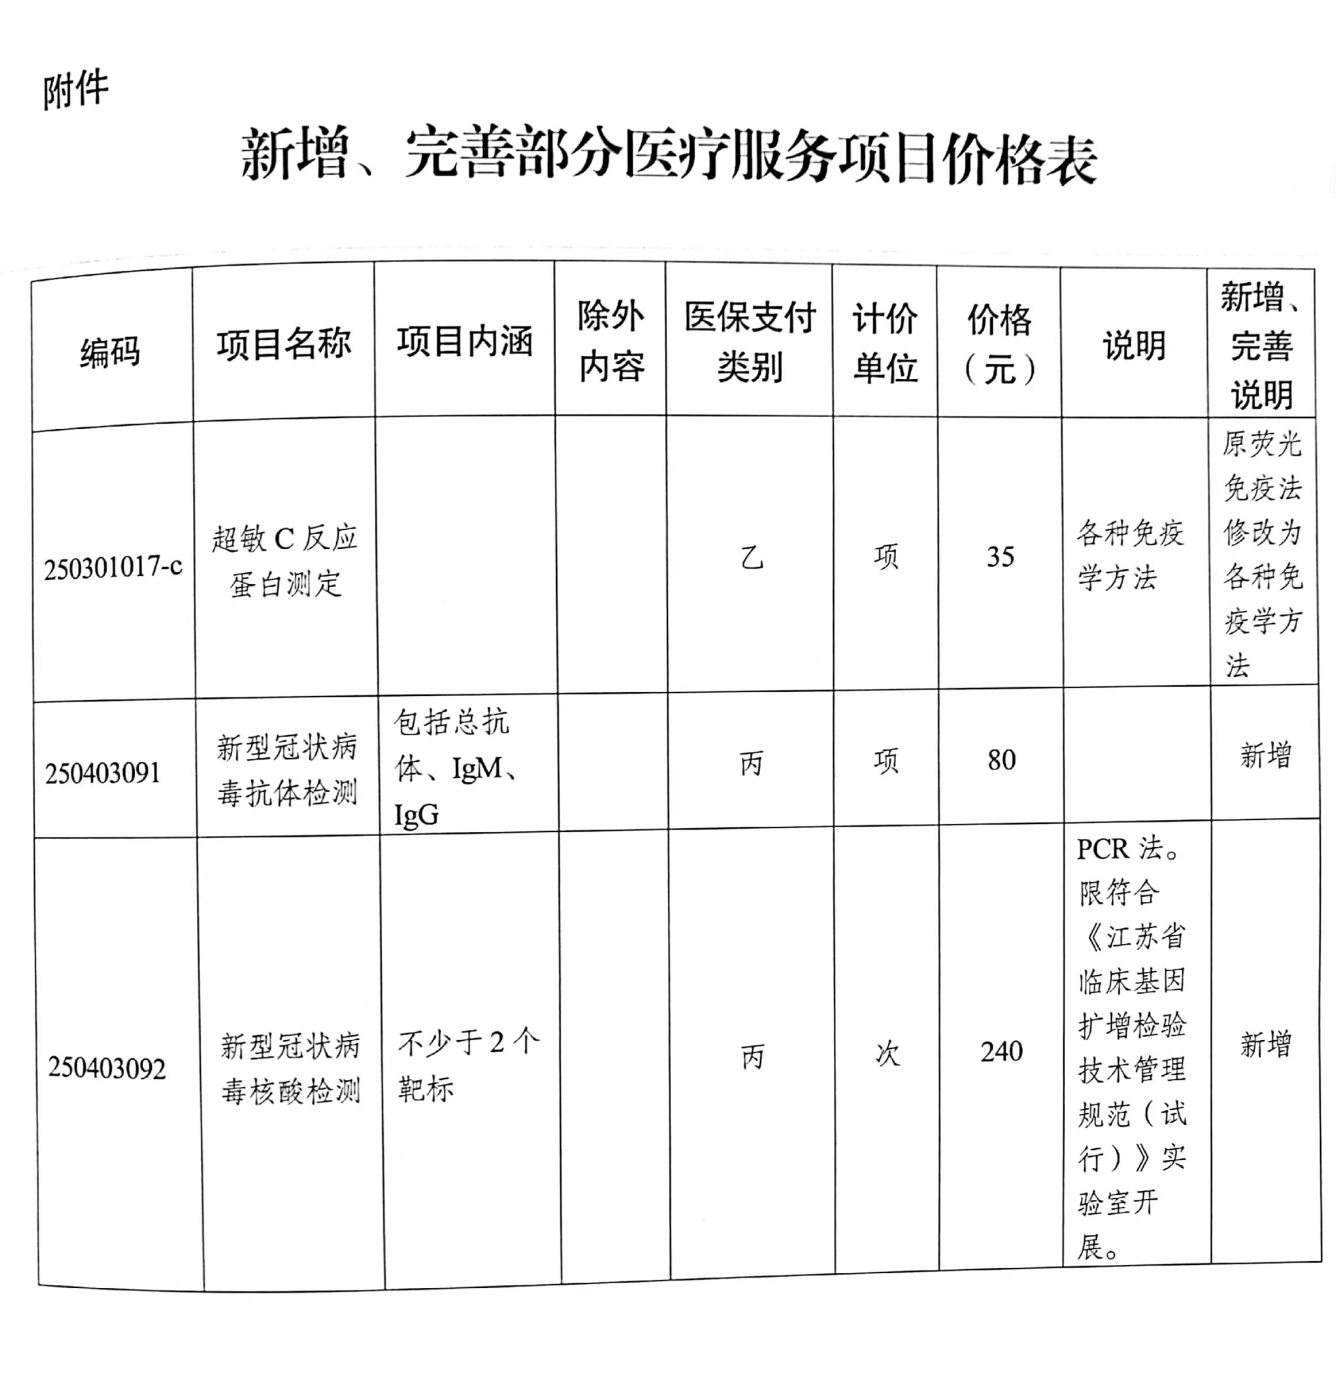 附件
新增、完善部分医疗服务项目价格表
编码
项目名称
项目内涵
除外
内容
医保支付
类别
计价
单位
价格
（元）
说明
新增、
完善
说明
250301017-c
超敏 C 反应
蛋白测定
乙
项
35
各种免疫
学方法
原荧光
免疫法
修改为
各种免
疫学方
法
250403091
新型冠状病
毒抗体检测
包括总抗
体、IgM、
IgG
丙
项
80
新增
250403092
新型冠状病
毒核酸检测
不少于 2 个
靶标
丙
次
240
PCR 法。
限符合
《江苏省
临床基因
扩增检验
技术管理
规范（试
行）》实
验室开
展。
新增